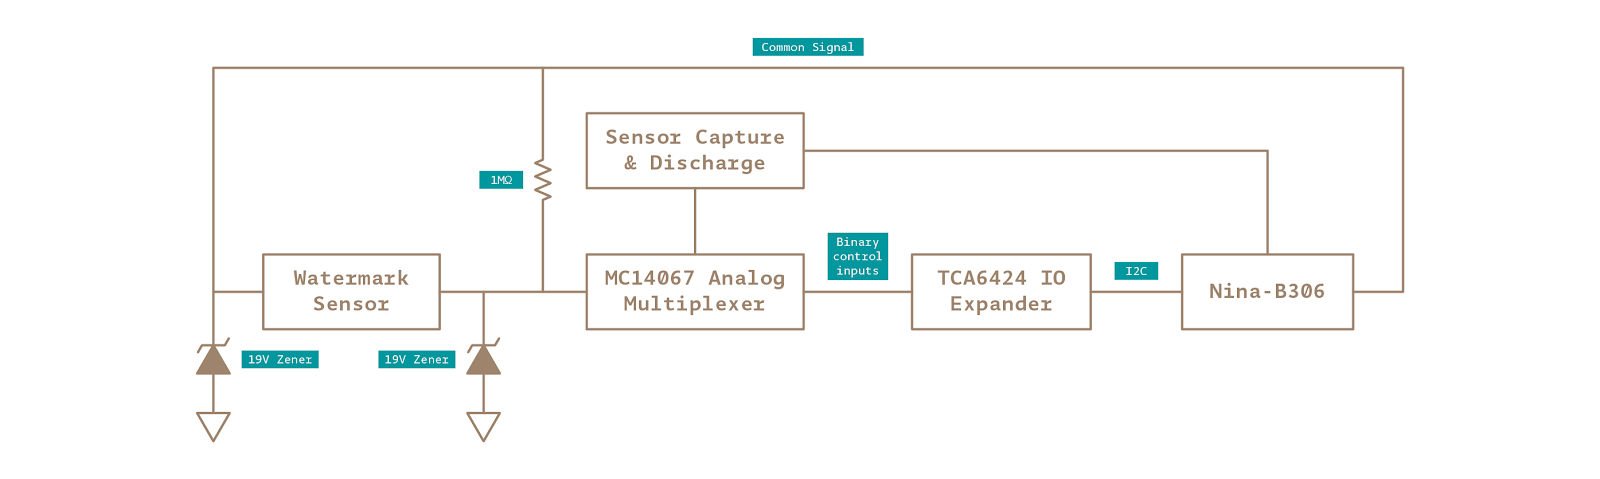 Common Signal
Sensor Capture
& Discharge
1MΩ
Binary
control
inputs
Watermark
Sensor
MC14067 Analog
Multiplexer
TCA6424 IO
Expander
I2C
Nina-B306
19V Zener
19V Zener